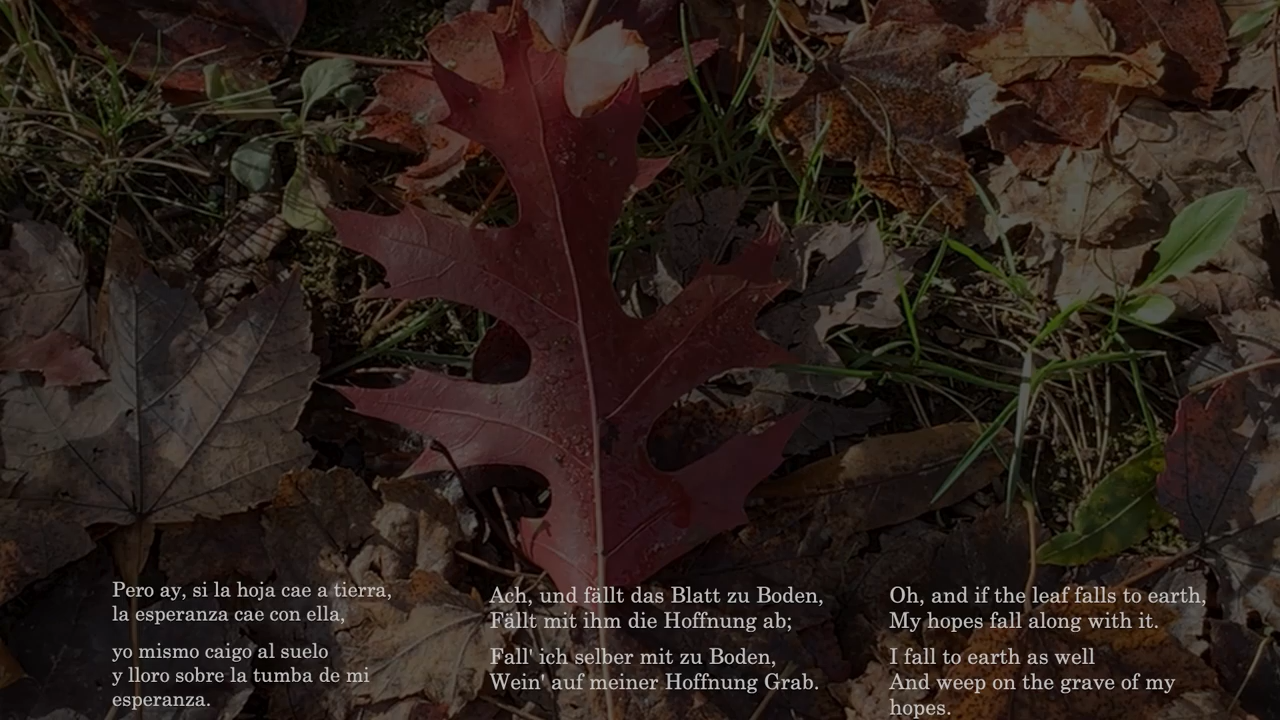 Pero ay, si la hoja cae a tierra,
la esperanza cae con ella,
yo mismo caigo al suelo
y lloro sobre la tumba de mi
esperanza.
Ach, und fällt das Blatt zu Boden,
Fällt mit ihm die Hoffnung ab;
Fall' ich selber mit zu Boden,
Wein' auf meiner Hoffnung Grab.
Oh, and if the leaf falls to earth,
My hopes fall along with it.
I fall to earth as well
And weep on the grave of my
hopes.